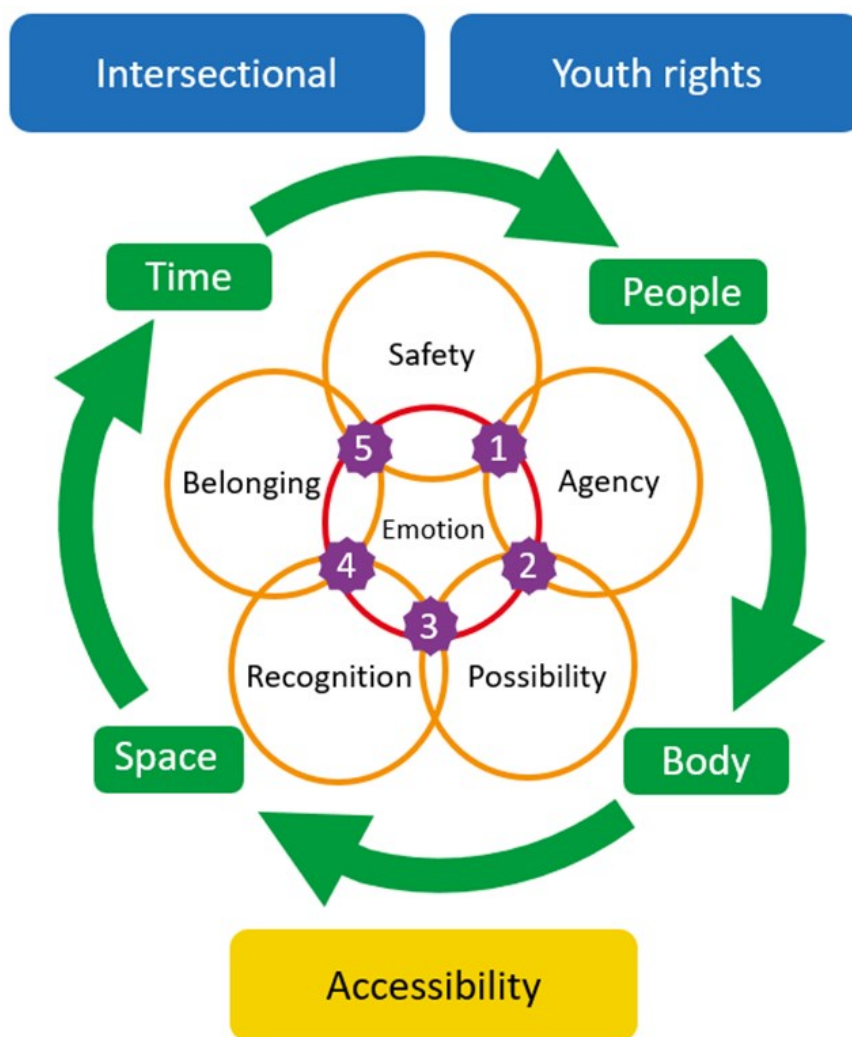 Intersectional
Youth rights
Time
People
Safety
5
1
Belonging
Agency
Emotion
4
2
3
Recognition
Possibility
Space
Body
Accessibility